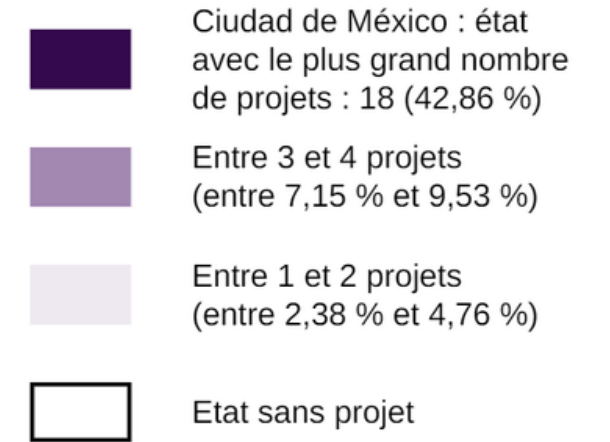 Ciudad de México : état
avec le plus grand nombre
de projets : 18 (42,86 %)
Entre 3 et 4 projets
(entre 7,15 % et 9,53 %)
Entre 1 et 2 projets
(entre 2,38 % et 4,76 %)
Etat sans projet